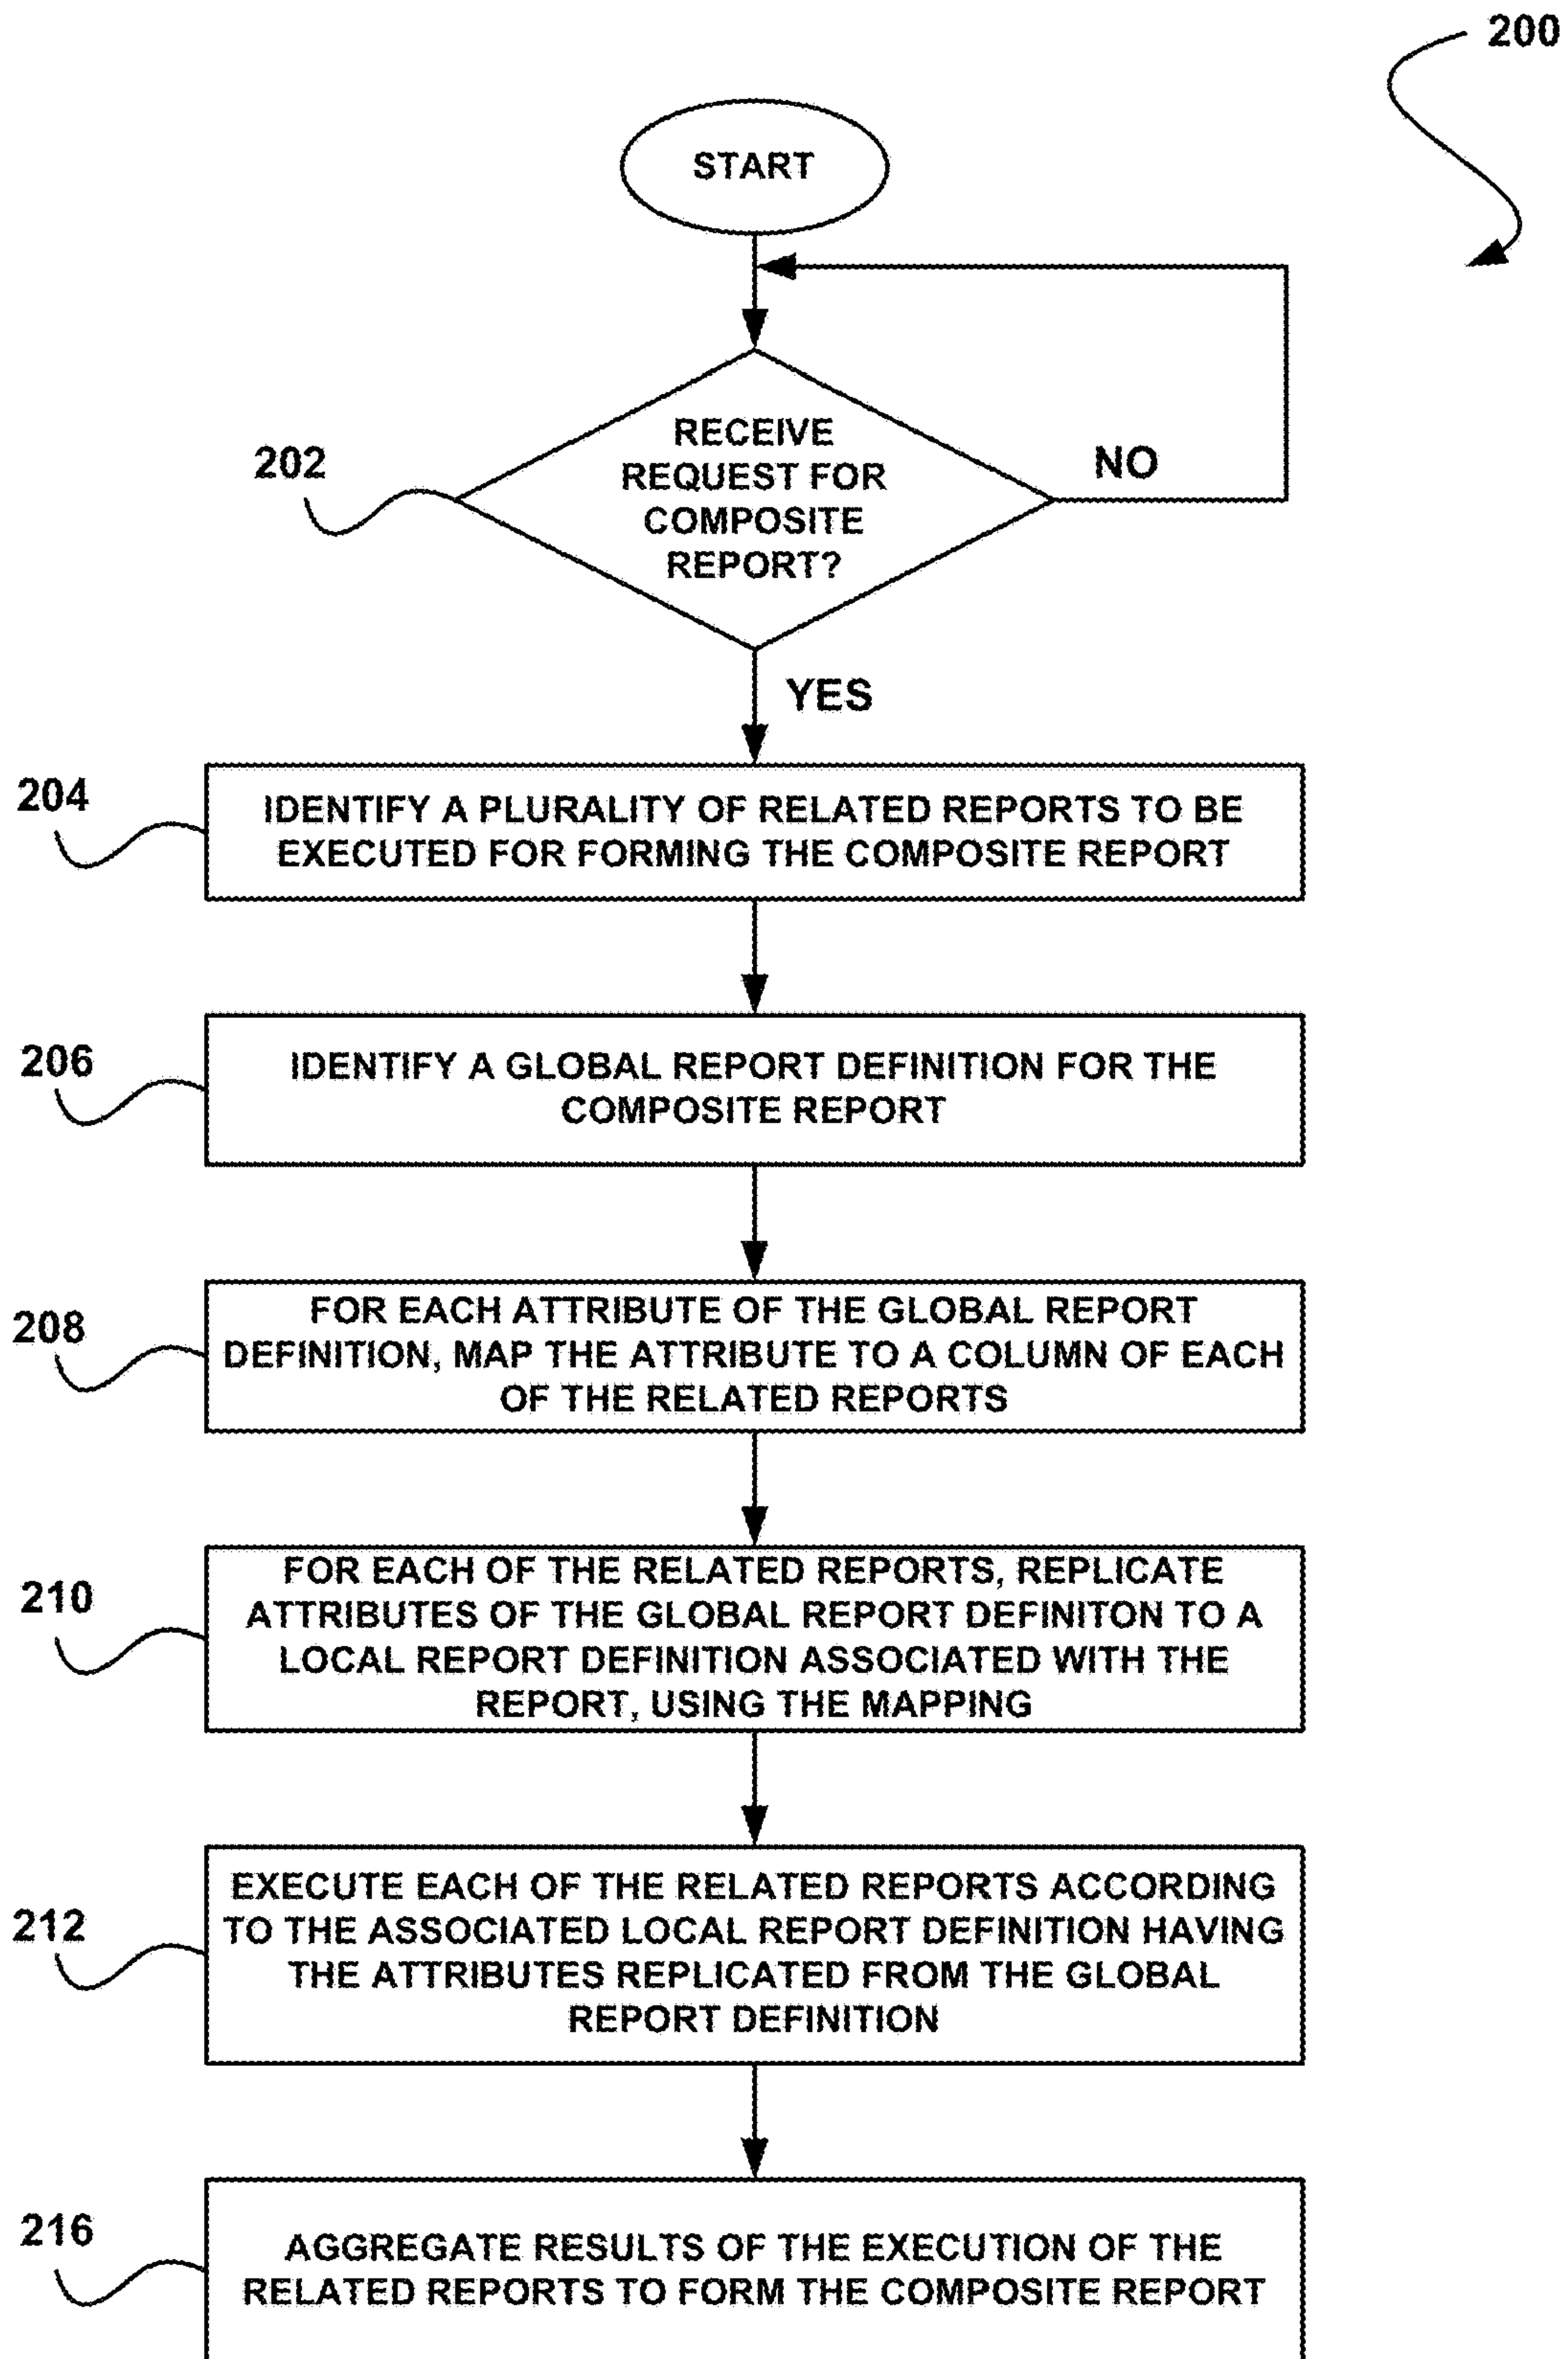 200
START
RECEIVE
REQUEST FOR
COMPOSITE
REPORT?
202
NO
YES
204
IDENTIFY A PLURALITY OF RELATED REPORTS TO BE
EXECUTED FOR FORMING THE COMPOSITE REPORT
206
IDENTIFY A GLOBAL REPORT DEFINITION FOR THE
COMPOSITE REPORT
208
FOR EACH ATTRIBUTE OF THE GLOBAL REPORT
DEFINITION, MAP THE ATTRIBUTE TO A COLUMN OF EACH
OF THE RELATED REPORTS
210
FOR EACH OF THE RELATED REPORTS, REPLICATE
ATTRIBUTES OF THE GLOBAL REPORT DEFINITON TO A
LOCAL REPORT DEFINITION ASSOCIATED WITH THE
REPORT, USING THE MAPPING
212
EXECUTE EACH OF THE RELATED REPORTS ACCORDING
TO THE ASSOCIATED LOCAL REPORT DEFINITION HAVING
THE ATTRIBUTES REPLICATED FROM THE GLOBAL
REPORT DEFINITION
216
AGGREGATE RESULTS OF THE EXECUTION OF THE
RELATED REPORTS TO FORM THE COMPOSITE REPORT